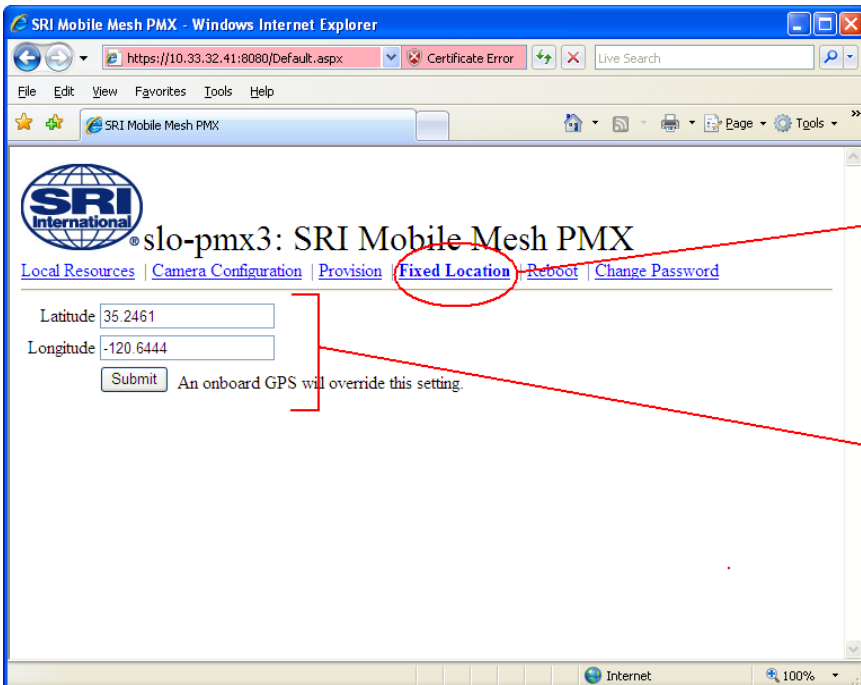 SRI Mobile Mesh PMX - Windows Internet Explorer
https://10.33.32.41:8080/Default.aspx Certificate Error Live Search
File Edit View Favorites Tools Help
SRI Mobile Mesh PMX Page Tools »
SRI
International
® slo-pmx3: SRI Mobile Mesh PMX
Local Resources | Camera Configuration | Provision | Fixed Location | Reboot | Change Password
Latitude 35.2461
Longitude -120.6444
Submit An onboard GPS will override this setting.
Internet 100%